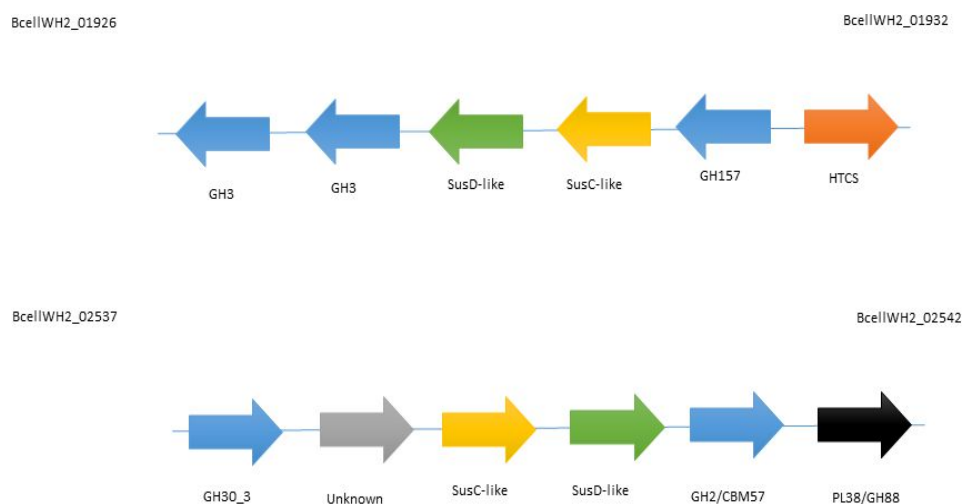 BcellWH2_01926
BcellWH2_01932
GH3
GH3
SusD-like
SusC-like
GH157
HTCS
BcellWH2_02537
BcellWH2_02542
GH30_3
Unknown
SusC-like
SusD-like
GH2/CBM57
PL38/GH88